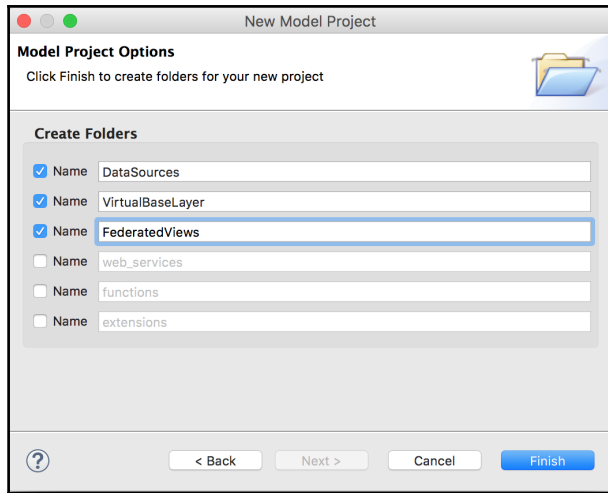 New Model Project
Model Project Options
Click Finish to create folders for your new project
Create Folders
Name DataSources
Name VirtualBaseLayer
Name FederatedViews
Name web_services
Name functions
Name extensions
? < Back Next > Cancel Finish